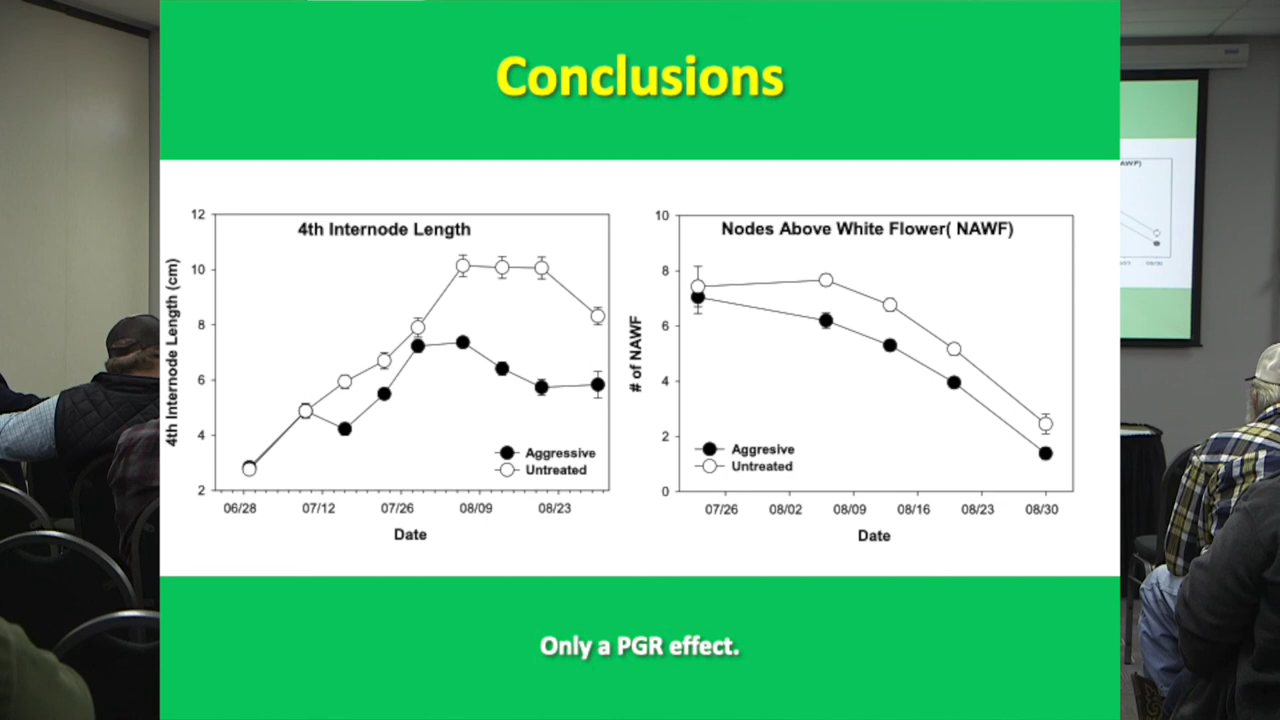 Conclusions
4th Internode Length
12
10
8
6
4
2
4th Internode Length (cm)
Aggressive
Untreated
06/28 07/12 07/26 08/09 08/23
Date
Nodes Above White Flower( NAWF)
10
8
6
4
2
0
# of NAWF
Aggresive
Untreated
07/26 08/02 08/09 08/16 08/23 08/30
Date
Only a PGR effect.